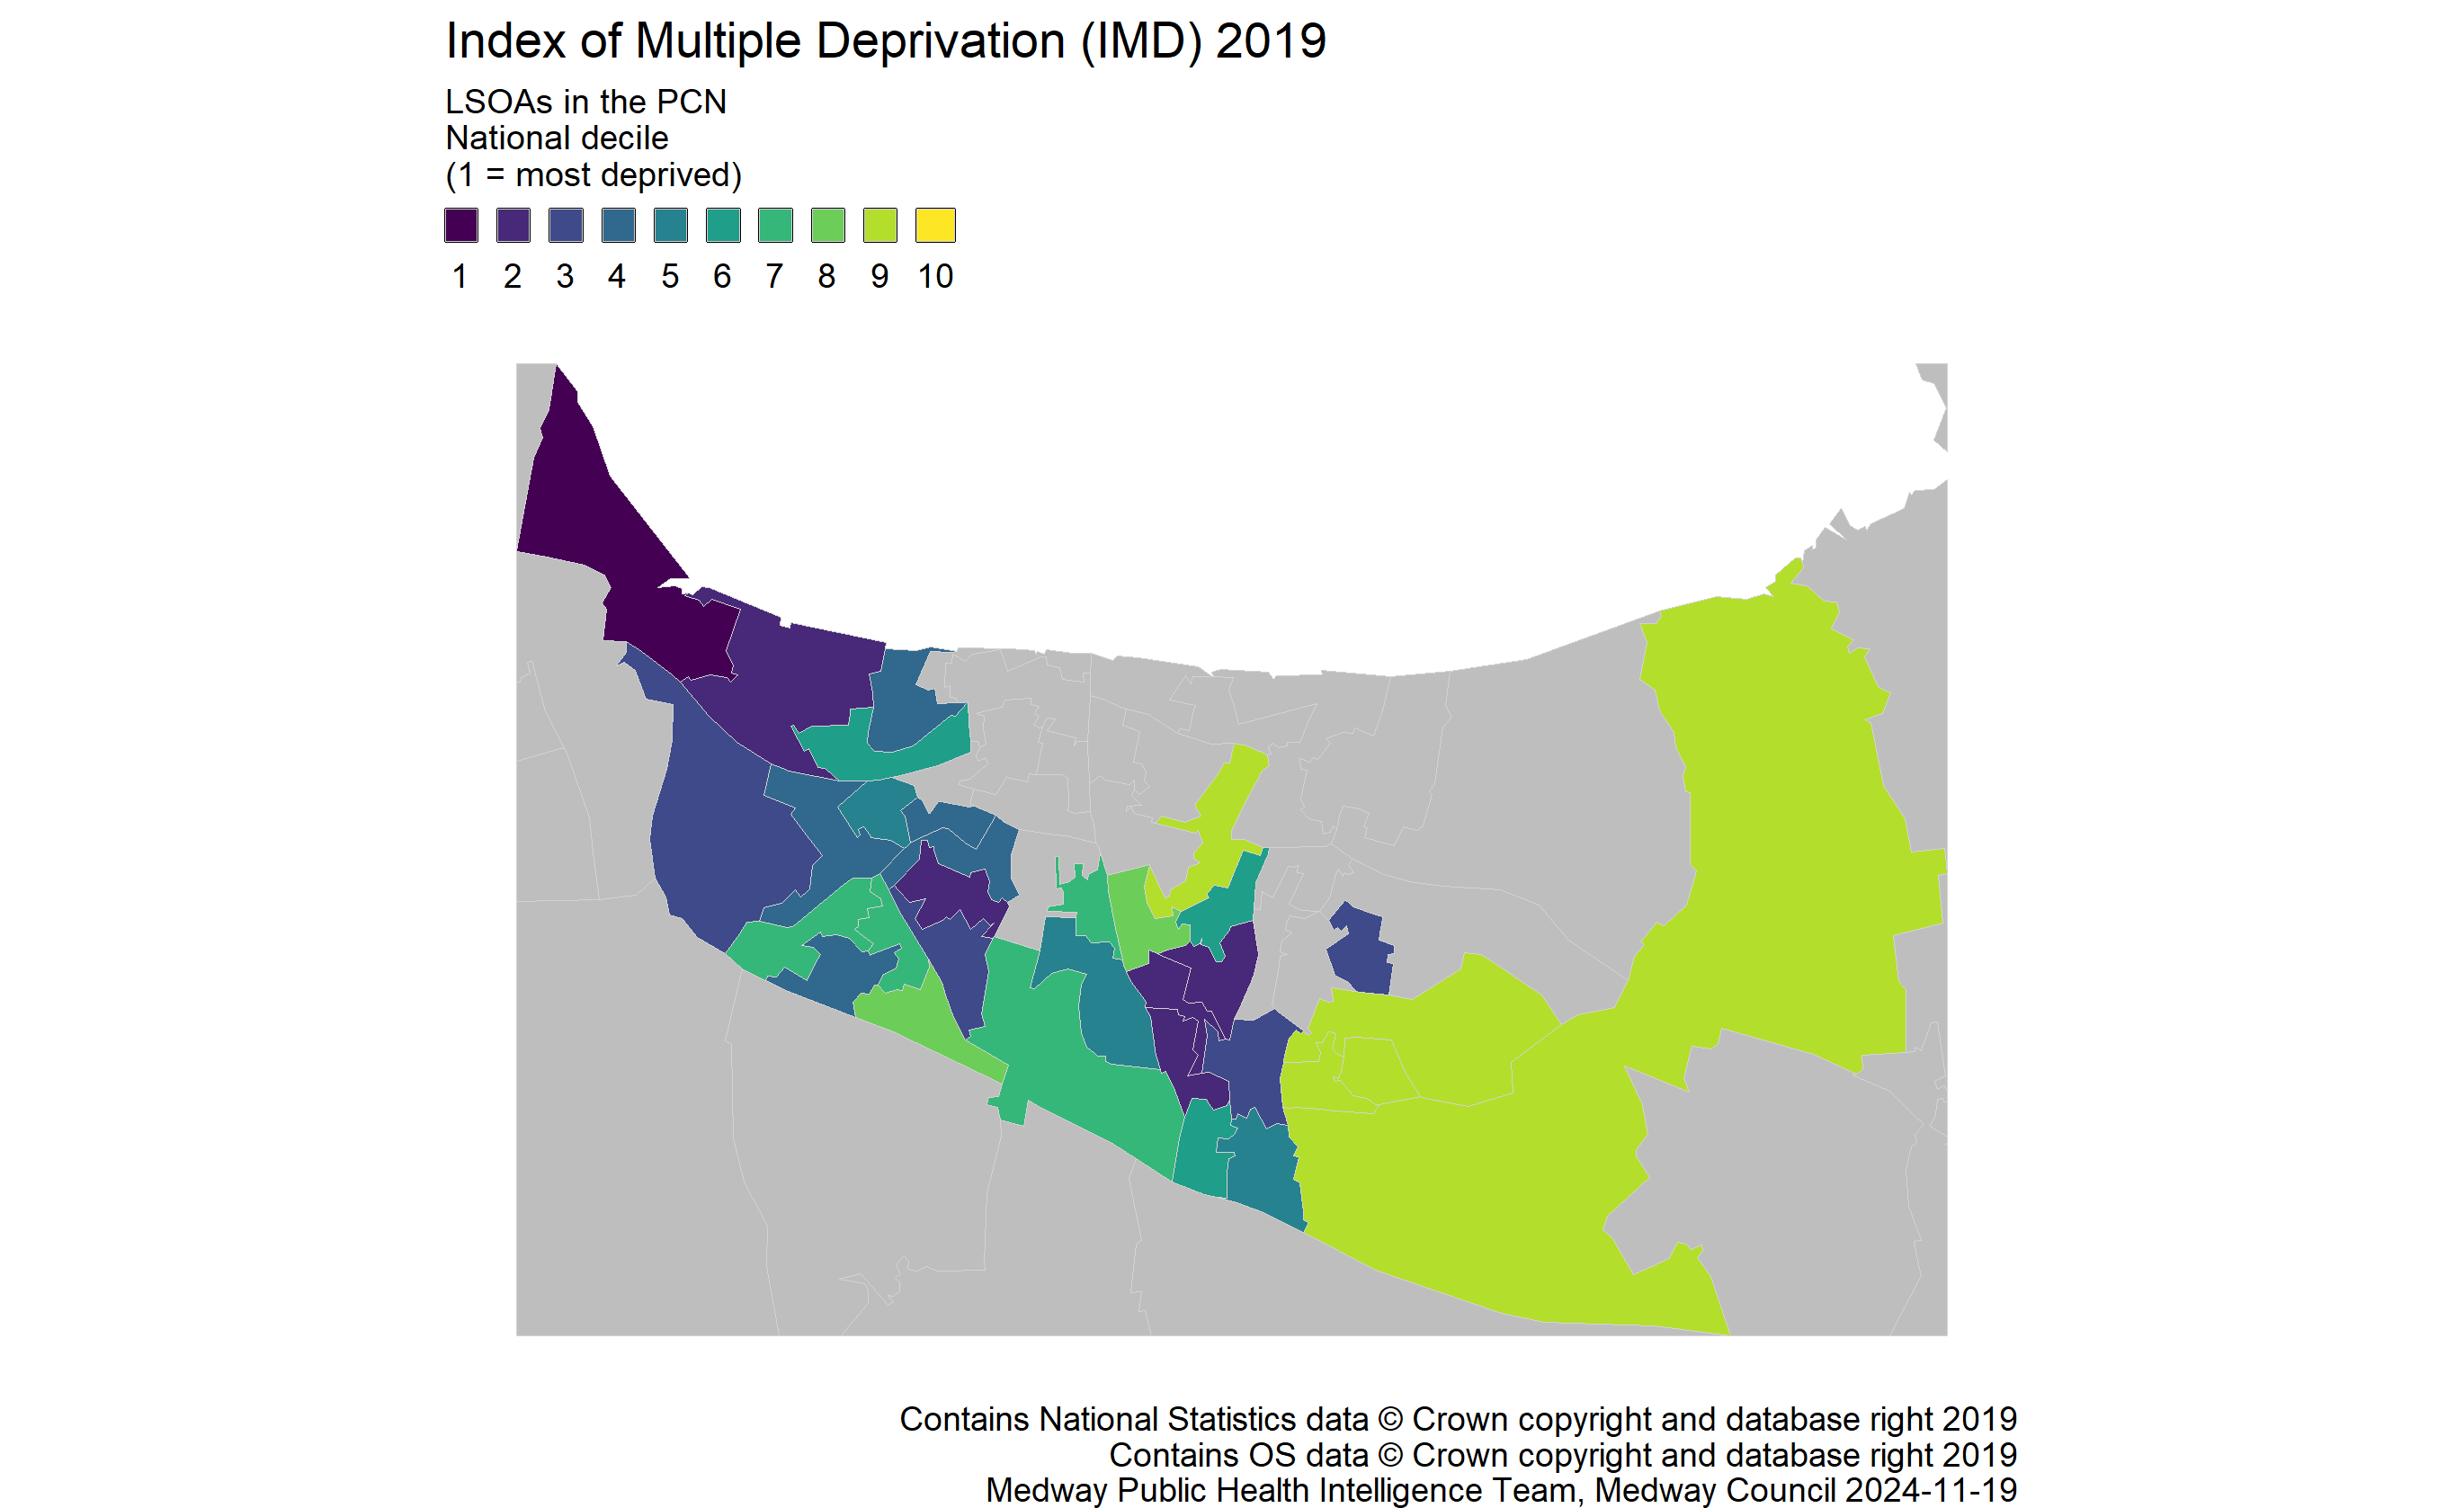 Index of Multiple Deprivation (IMD) 2019
LSOAs in the PCN
National decile
(1 = most deprived)
1 2 3 4 5 6 7 8 9 10
Contains National Statistics data © Crown copyright and database right 2019
Contains OS data © Crown copyright and database right 2019
Medway Public Health Intelligence Team, Medway Council 2024-11-19